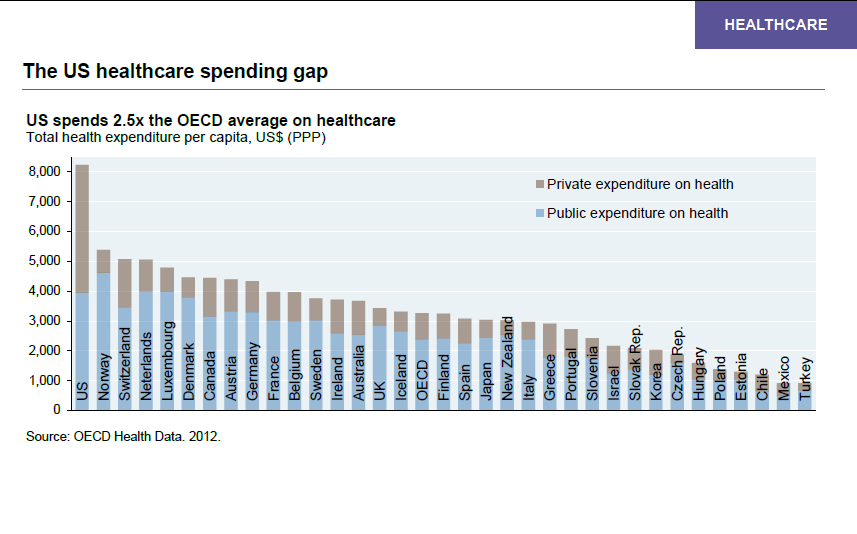 HEALTHCARE
The US healthcare spending gap
US spends 2.5x the OECD average on healthcare
Total health expenditure per capita, US$ (PPP)
8,000
7,000
6,000
5,000
4,000
3,000
2,000
1,000
0
Private expenditure on health
Public expenditure on health
US
Norway
Switzerland
Neterlands
Luxembourg
Denmark
Canada
Austria
Germany
France
Belgium
Sweden
Ireland
Australia
UK
Iceland
OECD
Finland
Spain
Japan
New Zealand
Italy
Greece
Portugal
Slovenia
Israel
Slovak Rep.
Korea
Czech Rep.
Hungary
Poland
Estonia
Chile
Mexico
Turkey
Source: OECD Health Data. 2012.